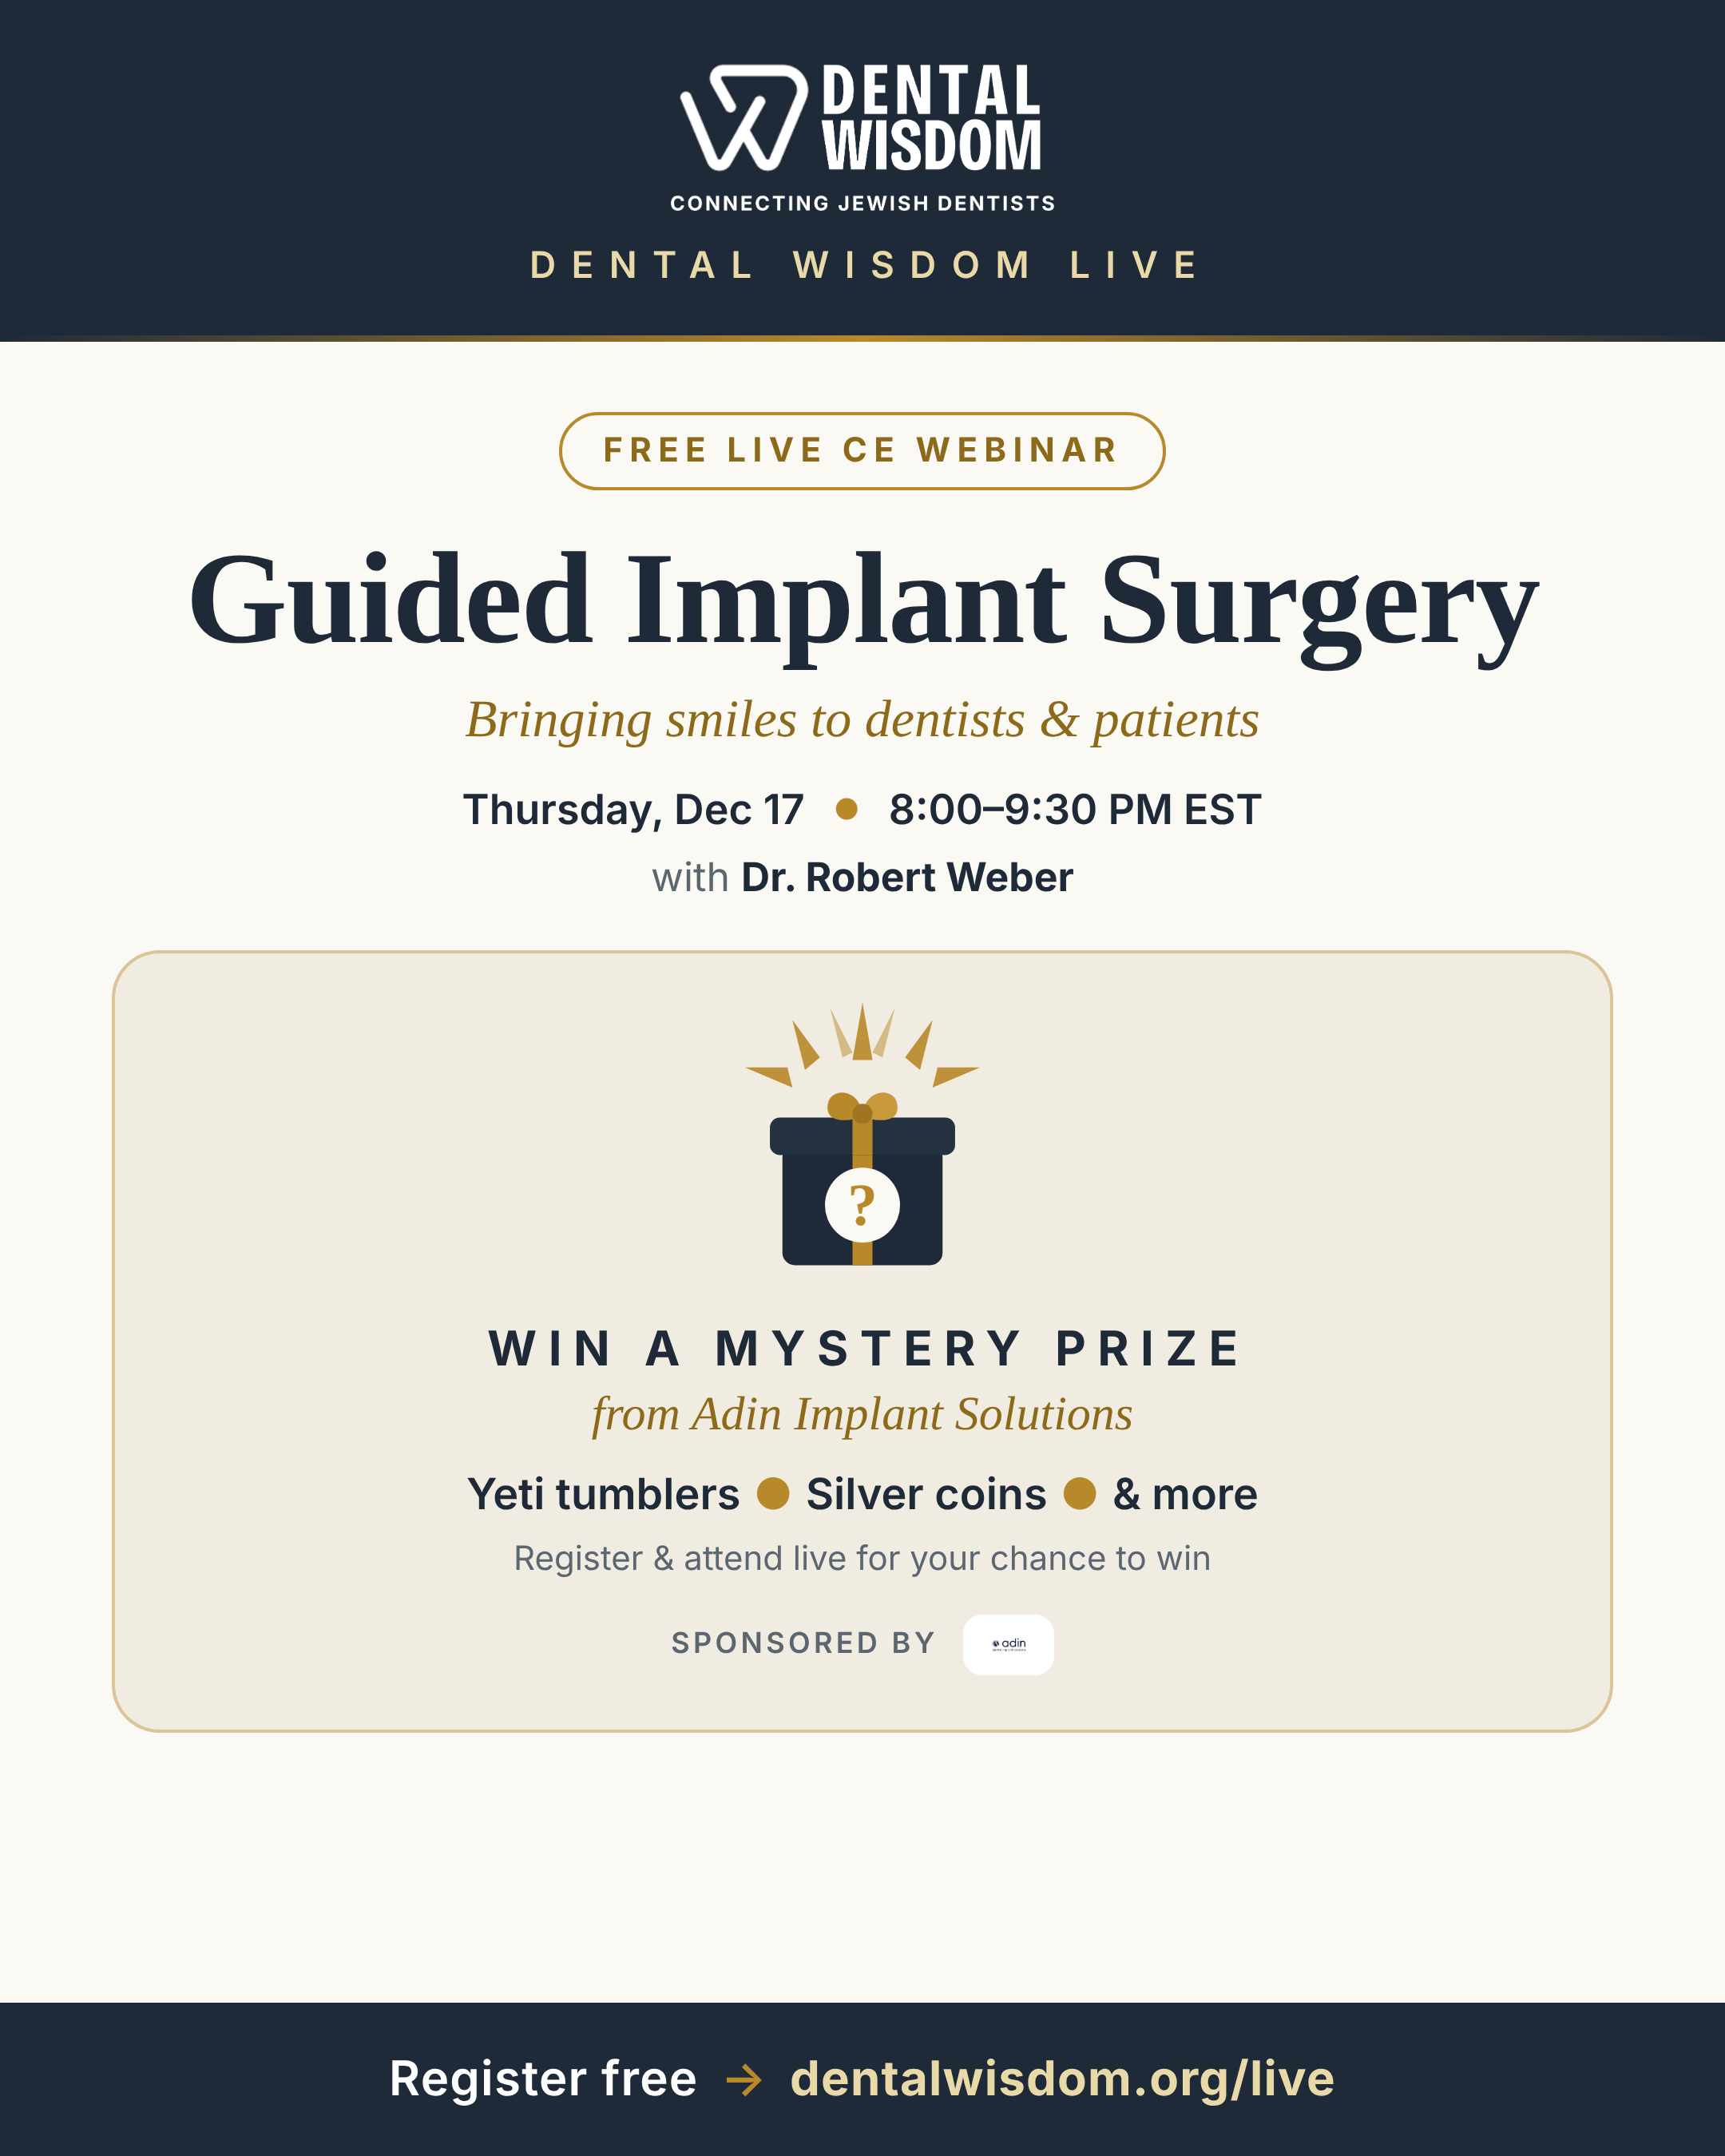 DENTAL
WISDOM
CONNECTING JEWISH DENTISTS
DENTAL WISDOM LIVE
FREE LIVE CE WEBINAR
Guided Implant Surgery
Bringing smiles to dentists & patients
Thursday, Dec 17 ● 8:00–9:30 PM EST
with Dr. Robert Weber
?
WIN A MYSTERY PRIZE
from Adin Implant Solutions
Yeti tumblers ● Silver coins ● & more
Register & attend live for your chance to win
SPONSORED BY adin
Register free → dentalwisdom.org/live